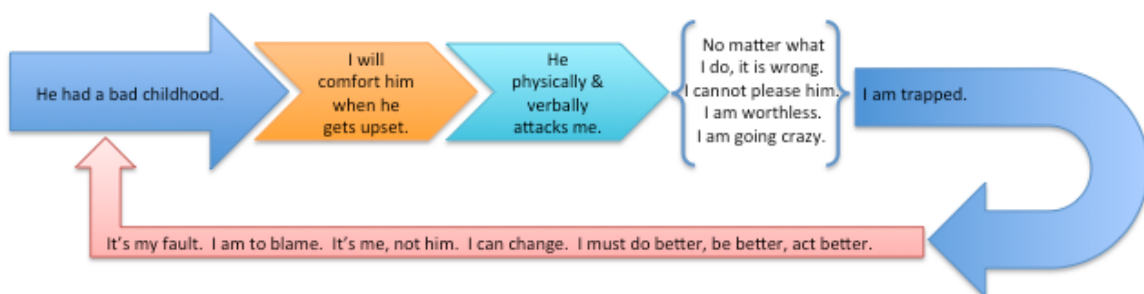 He had a bad childhood.
I will
comfort him
when he
gets upset.
He
physically &
verbally
attacks me.
No matter what
I do, it is wrong.
I cannot please him.
I am worthless.
I am going crazy.
I am trapped.
It's my fault. I am to blame. It's me, not him. I can change. I must do better, be better, act better.